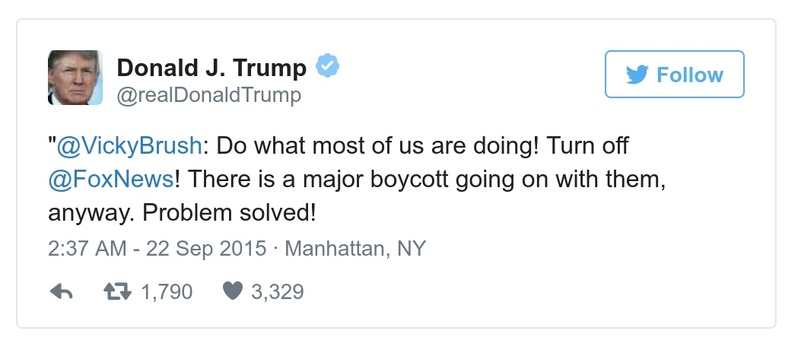 Donald J. Trump
@realDonaldTrump
Follow
"@VickyBrush: Do what most of us are doing! Turn off
@FoxNews! There is a major boycott going on with them,
anyway. Problem solved!
2:37 AM - 22 Sep 2015 · Manhattan, NY
1,790 3,329